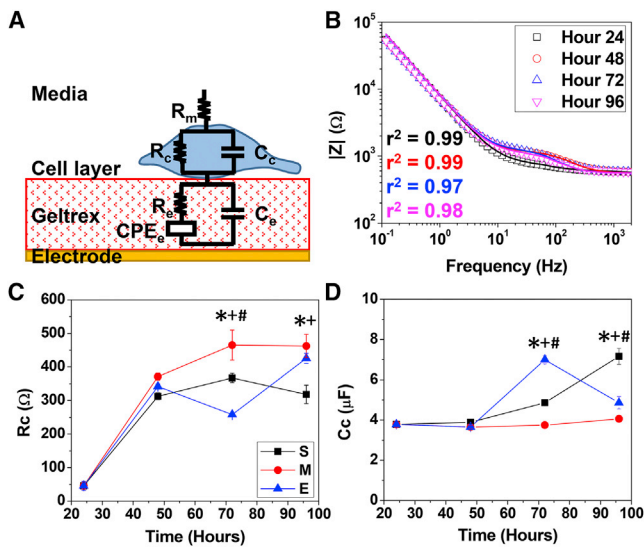 A
Media
Rm
Rc
Cc
Cell layer
Geltrex
Re
CPEe
Ce
Electrode
B
10^5
10^4
10^3
10^2
|Z| (Ω)
Hour 24
Hour 48
Hour 72
Hour 96
r² = 0.99
r² = 0.99
r² = 0.97
r² = 0.98
10^-1 10^0 10^1 10^2 10^3
Frequency (Hz)
C
600
500
400
300
200
100
0
Rc (Ω)
*+#
*+
S
M
E
20 30 40 50 60 70 80 90 100
Time (Hours)
D
8
6
4
2
0
Cc (µF)
*+#
*+#
20 30 40 50 60 70 80 90 100
Time (Hours)